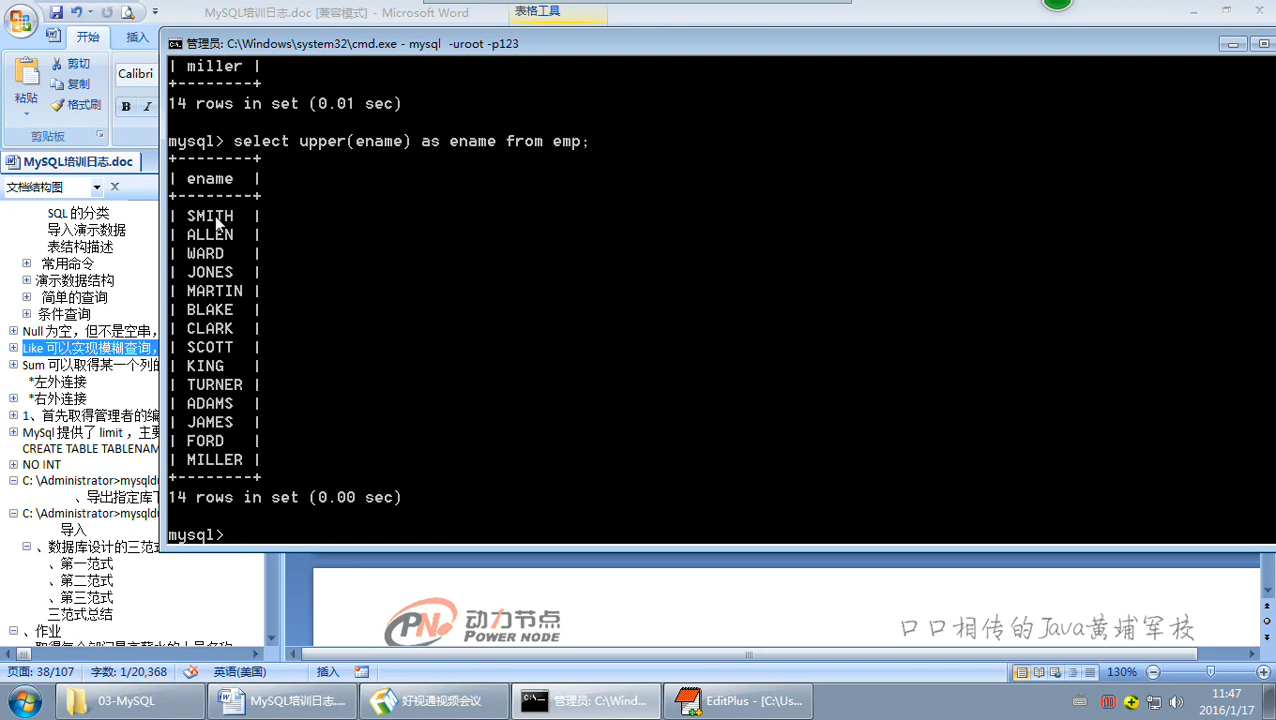 MySQL培训日志.doc [兼容模式] - Microsoft Word
表格工具
开始
插入
粘贴
剪切
复制
格式刷
剪贴板
Calibri
B I
MySQL培训日志.doc
文档结构图
SQL 的分类
导入演示数据
表结构描述
常用命令
演示数据结构
简单的查询
条件查询
Null 为空，但不是空串，
Like 可以实现模糊查询，
Sum 可以取得某一个列的
*左外连接
*右外连接
1、首先取得管理者的编
MySql 提供了 limit ，主要
CREATE TABLE TABLENAM
NO INT
C: \Administrator>mysqldu
、导出指定库下
C: \Administrator>mysqldu
导入
、数据库设计的三范式
、第一范式
、第二范式
、第三范式
三范式总结
、作业
管理员: C:\Windows\system32\cmd.exe - mysql -uroot -p123
| miller |
+--------+
14 rows in set (0.01 sec)
mysql> select upper(ename) as ename from emp;
+--------+
| ename  |
+--------+
| SMITH  |
| ALLEN  |
| WARD   |
| JONES  |
| MARTIN |
| BLAKE  |
| CLARK  |
| SCOTT  |
| KING   |
| TURNER |
| ADAMS  |
| JAMES  |
| FORD   |
| MILLER |
+--------+
14 rows in set (0.00 sec)
mysql>
动力节点
POWER NODE
口口相传的Java黄埔军校
页面: 38/107
字数: 1/20,368
英语(美国)
插入
130%
03-MySQL
MySQL培训日志....
好视通视频会议
管理员: C:\Wind...
EditPlus - [C:\Us...
11:47
2016/1/17